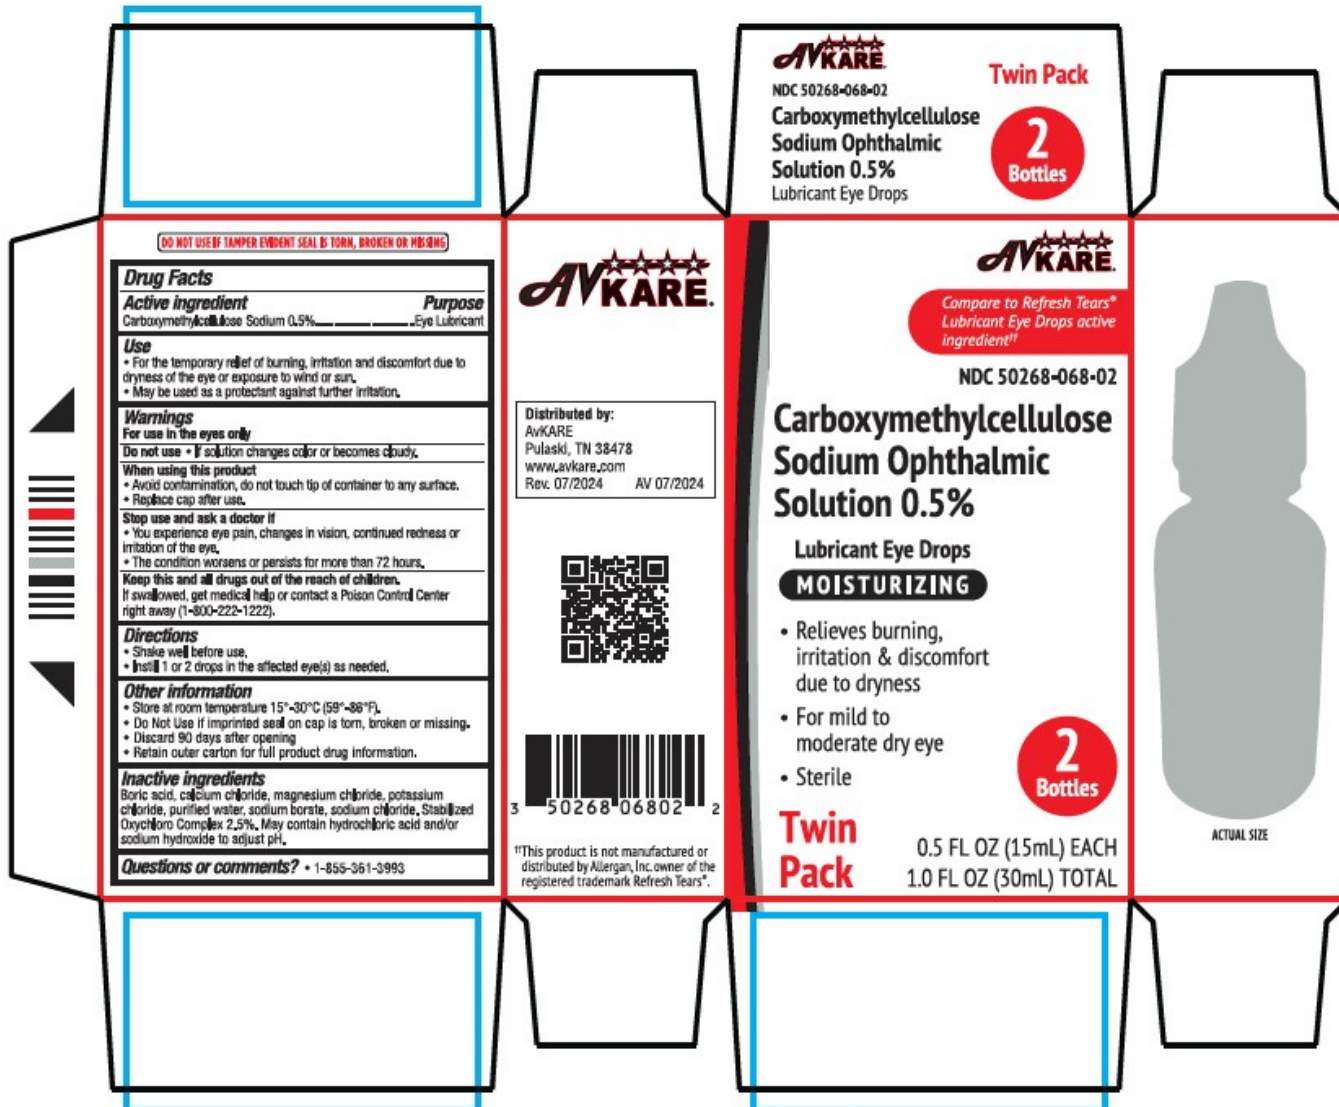 AVKARE®
NDC 50268-068-02
Carboxymethylcellulose
Sodium Ophthalmic
Solution 0.5%
Lubricant Eye Drops
Twin Pack
2
Bottles
DO NOT USE IF TAMPER EVIDENT SEAL IS TORN, BROKEN OR MISSING
Drug Facts
Active ingredient Purpose
Carboxymethylcellulose Sodium 0.5% Eye Lubricant
Use
• For the temporary relief of burning, irritation and discomfort due to
dryness of the eye or exposure to wind or sun.
• May be used as a protectant against further irritation.
Warnings
For use in the eyes only
Do not use • If solution changes color or becomes cloudy.
When using this product
• Avoid contamination, do not touch tip of container to any surface.
• Replace cap after use.
Stop use and ask a doctor if
• You experience eye pain, changes in vision, continued redness or
irritation of the eye.
• The condition worsens or persists for more than 72 hours.
Keep this and all drugs out of the reach of children.
If swallowed, get medical help or contact a Poison Control Center
right away (1-800-222-1222).
Directions
• Shake well before use.
• Instill 1 or 2 drops in the affected eye(s) as needed.
Other information
• Store at room temperature 15°-30°C (59°-86°F).
• Do Not Use if imprinted seal on cap is torn, broken or missing.
• Discard 90 days after opening
• Retain outer carton for full product drug information.
Inactive ingredients
Boric acid, calcium chloride, magnesium chloride, potassium
chloride, purified water, sodium borate, sodium chloride. Stabilized
Oxychloro Complex 2.5%. May contain hydrochloric acid and/or
sodium hydroxide to adjust pH.
Questions or comments? • 1-855-361-3993
AVKARE®
Distributed by:
AvKARE
Pulaski, TN 38478
www.avkare.com
Rev. 07/2024 AV 07/2024
3 50268 06802 2
††This product is not manufactured or
distributed by Allergan, Inc. owner of the
registered trademark Refresh Tears®.
AVKARE®
Compare to Refresh Tears®
Lubricant Eye Drops active
ingredient††
NDC 50268-068-02
Carboxymethylcellulose
Sodium Ophthalmic
Solution 0.5%
Lubricant Eye Drops
MOISTURIZING
• Relieves burning,
irritation & discomfort
due to dryness
• For mild to
moderate dry eye
• Sterile
2
Bottles
Twin
Pack
0.5 FL OZ (15mL) EACH
1.0 FL OZ (30mL) TOTAL
ACTUAL SIZE